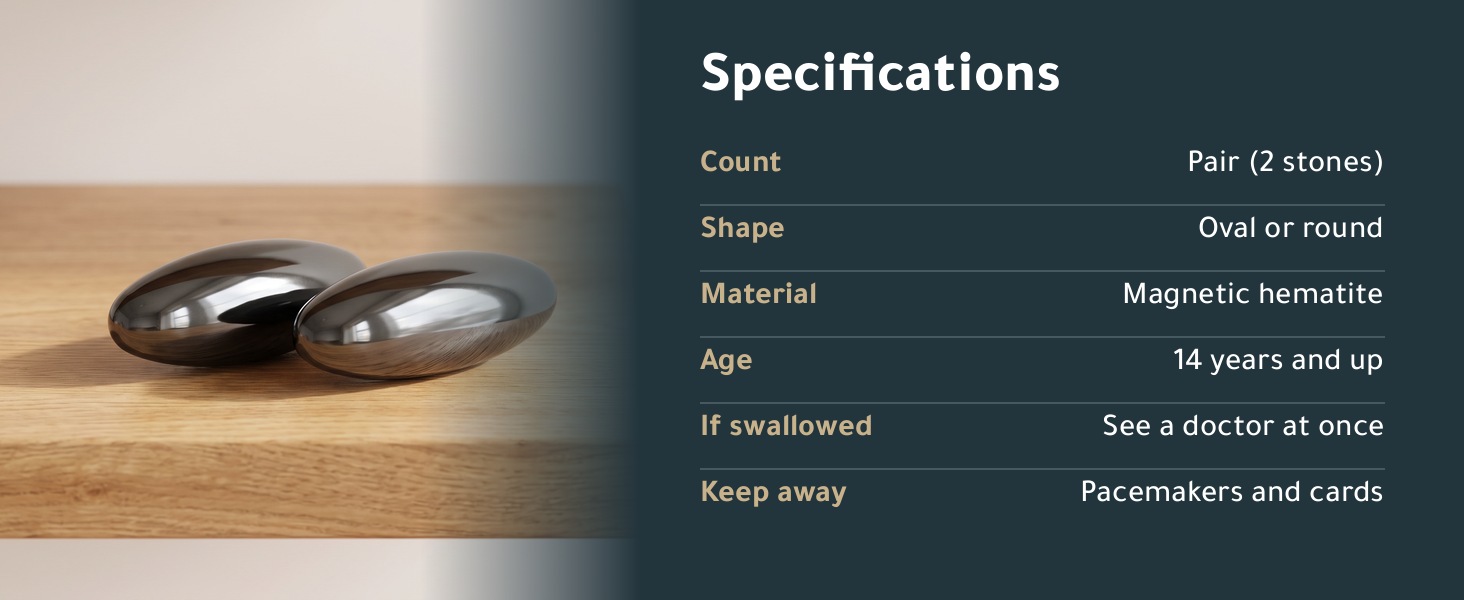 Specifications
Count Pair (2 stones)
Shape Oval or round
Material Magnetic hematite
Age 14 years and up
If swallowed See a doctor at once
Keep away Pacemakers and cards